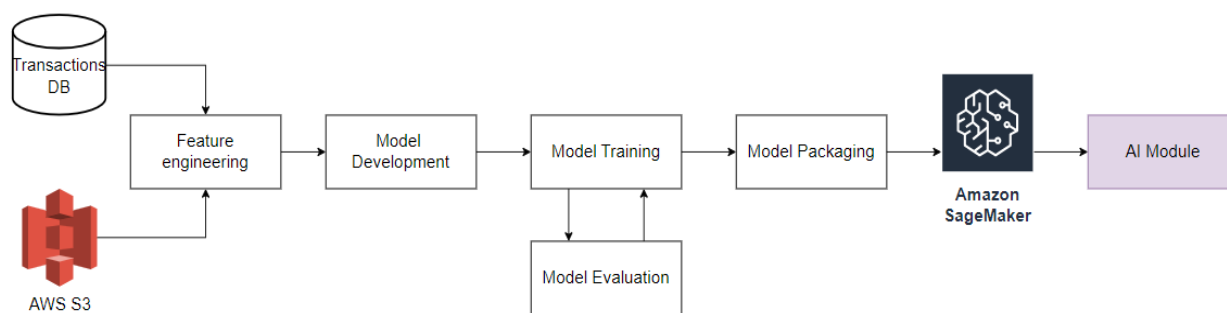 Transactions
DB
Feature
engineering
Model
Development
Model Training
Model Packaging
Amazon
SageMaker
AI Module
Model Evaluation
AWS S3